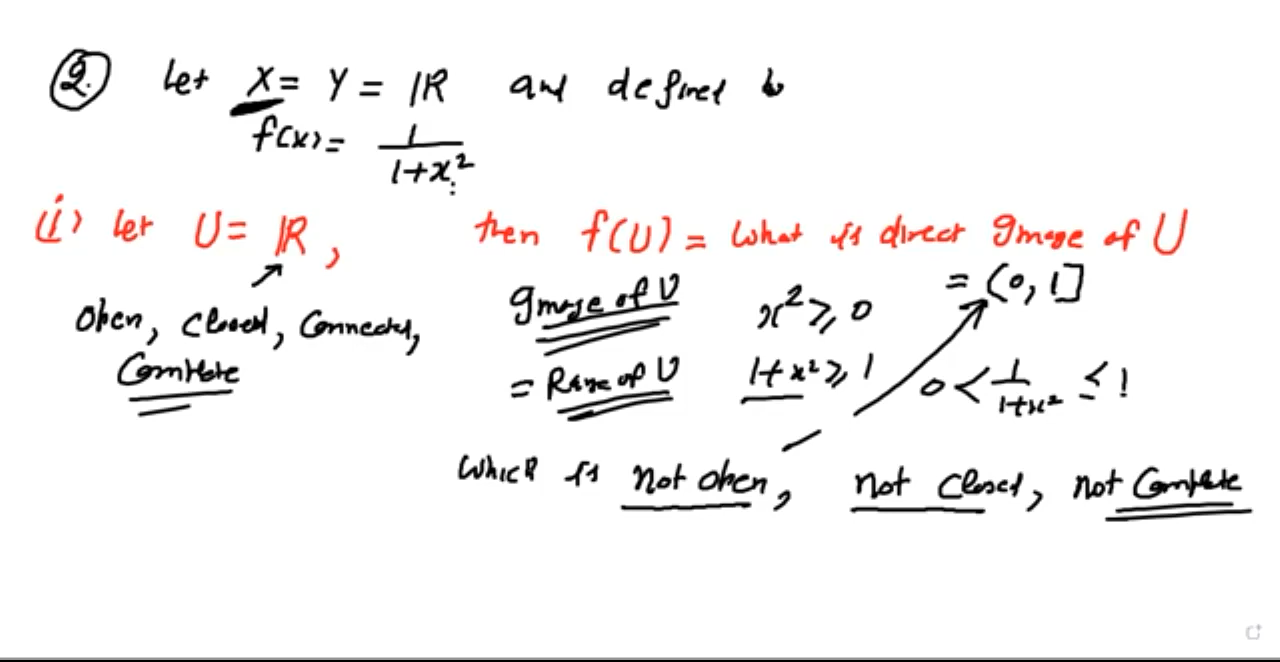 2. Let X = Y = ℝ and defined b
f(x) = 1/(1+x²)
(i) Let U = ℝ, then f(U) = What is direct Image of U
= (0, 1]
Image of U x² ≥ 0
Open, Closed, Connected,
Complete
= Range of U 1+x² ≥ 1 0 < 1/(1+x²) ≤ 1
Which is not open, not closed, not Complete